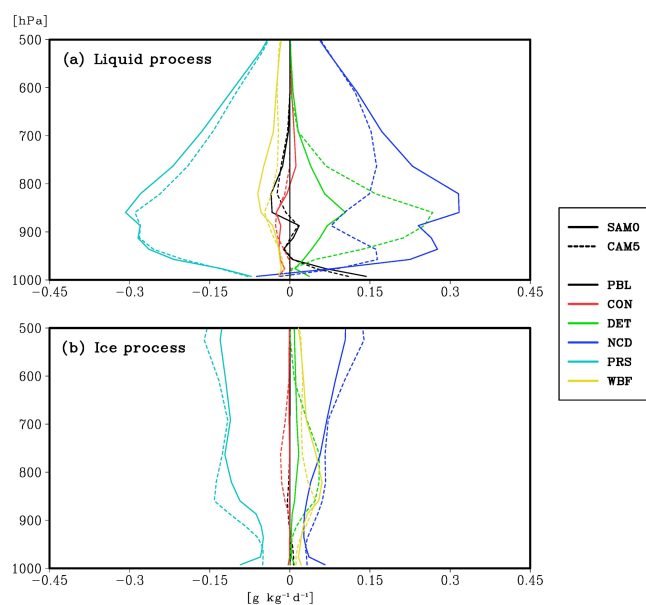 [hPa]
500
(a) Liquid process
600
700
800
900
1000
−0.45 −0.3 −0.15 0 0.15 0.3 0.45
500
(b) Ice process
600
700
800
900
1000
−0.45 −0.3 −0.15 0 0.15 0.3 0.45
[g kg⁻¹d⁻¹]
SAM0
CAM5
PBL
CON
DET
NCD
PRS
WBF